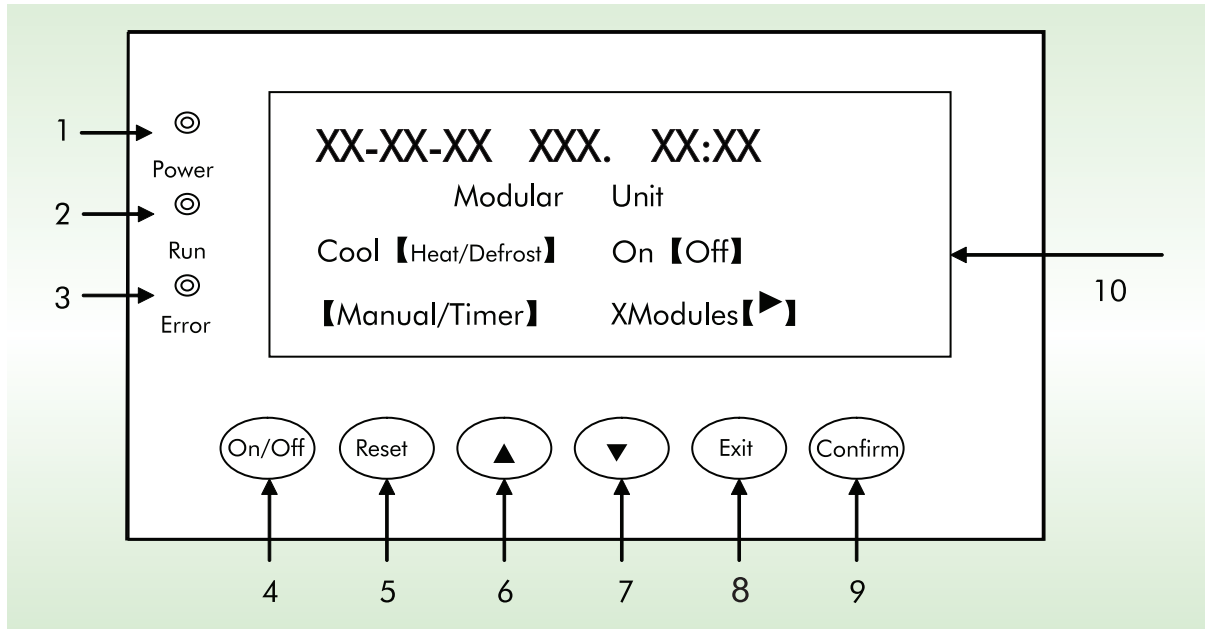 1
Power
2
Run
3
Error
XX-XX-XX XXX. XX:XX
Modular Unit
Cool【Heat/Defrost】 On【Off】
【Manual/Timer】 XModules【▶】
10
On/Off Reset ▲ ▼ Exit Confirm
4 5 6 7 8 9